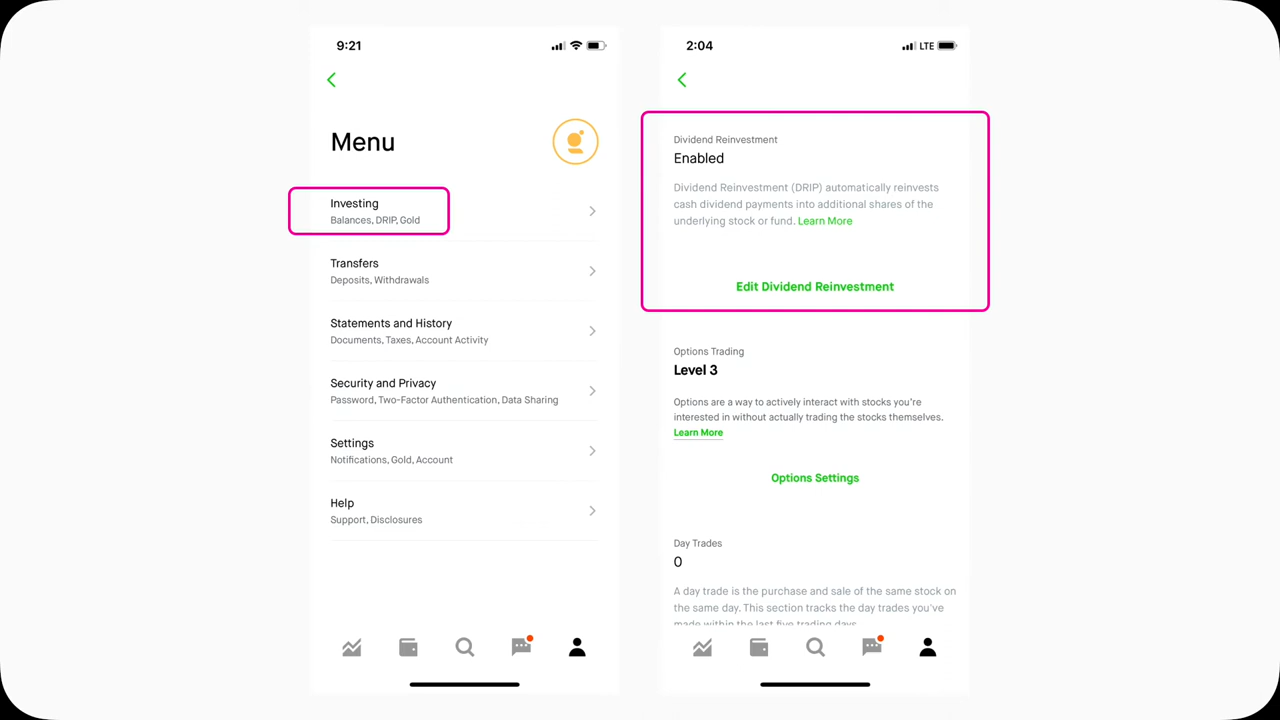 9:21
Menu
Investing
Balances, DRIP, Gold
Transfers
Deposits, Withdrawals
Statements and History
Documents, Taxes, Account Activity
Security and Privacy
Password, Two-Factor Authentication, Data Sharing
Settings
Notifications, Gold, Account
Help
Support, Disclosures
2:04
LTE
Dividend Reinvestment
Enabled
Dividend Reinvestment (DRIP) automatically reinvests
cash dividend payments into additional shares of the
underlying stock or fund. Learn More
Edit Dividend Reinvestment
Options Trading
Level 3
Options are a way to actively interact with stocks you're
interested in without actually trading the stocks themselves.
Learn More
Options Settings
Day Trades
0
A day trade is the purchase and sale of the same stock on
the same day. This section tracks the day trades you've
made within the last five trading days.